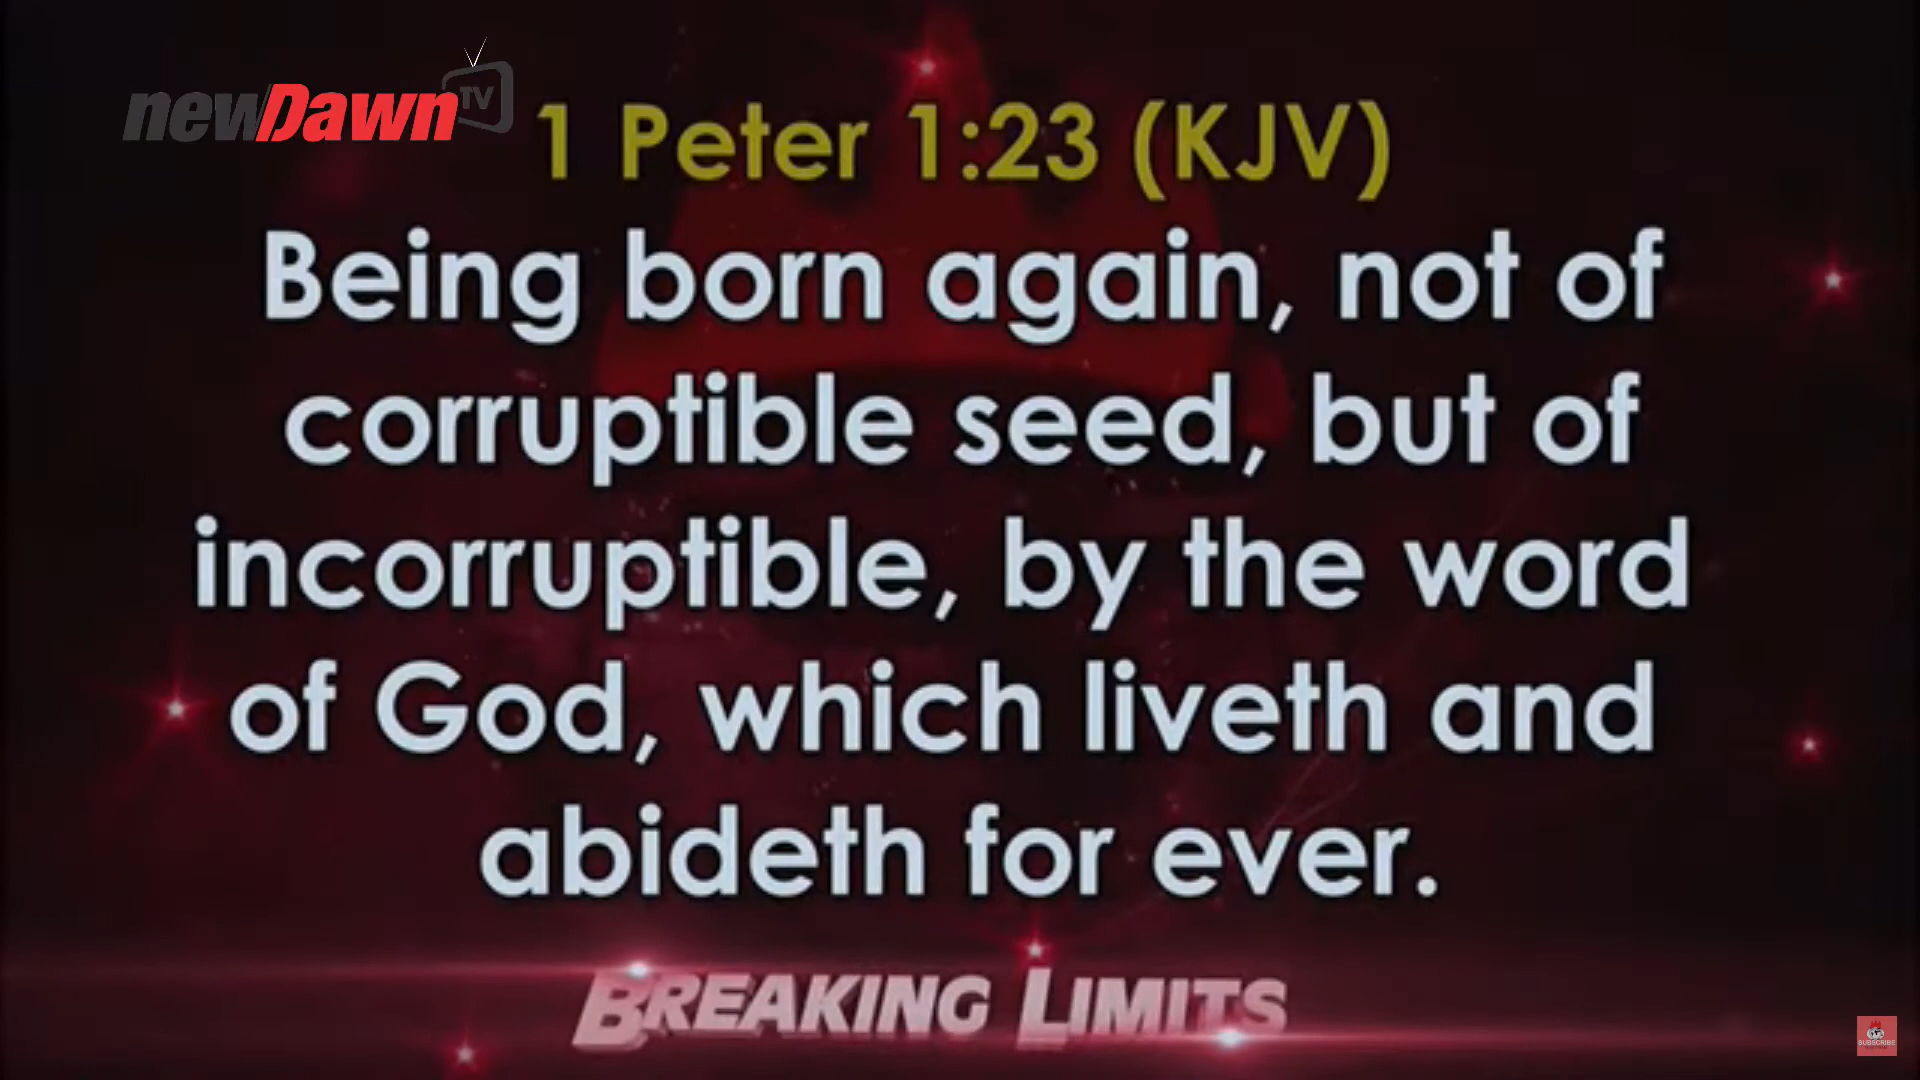 newDawn TV
1 Peter 1:23 (KJV)
Being born again, not of
corruptible seed, but of
incorruptible, by the word
of God, which liveth and
abideth for ever.
BREAKING LIMITS
SUBSCRIBE